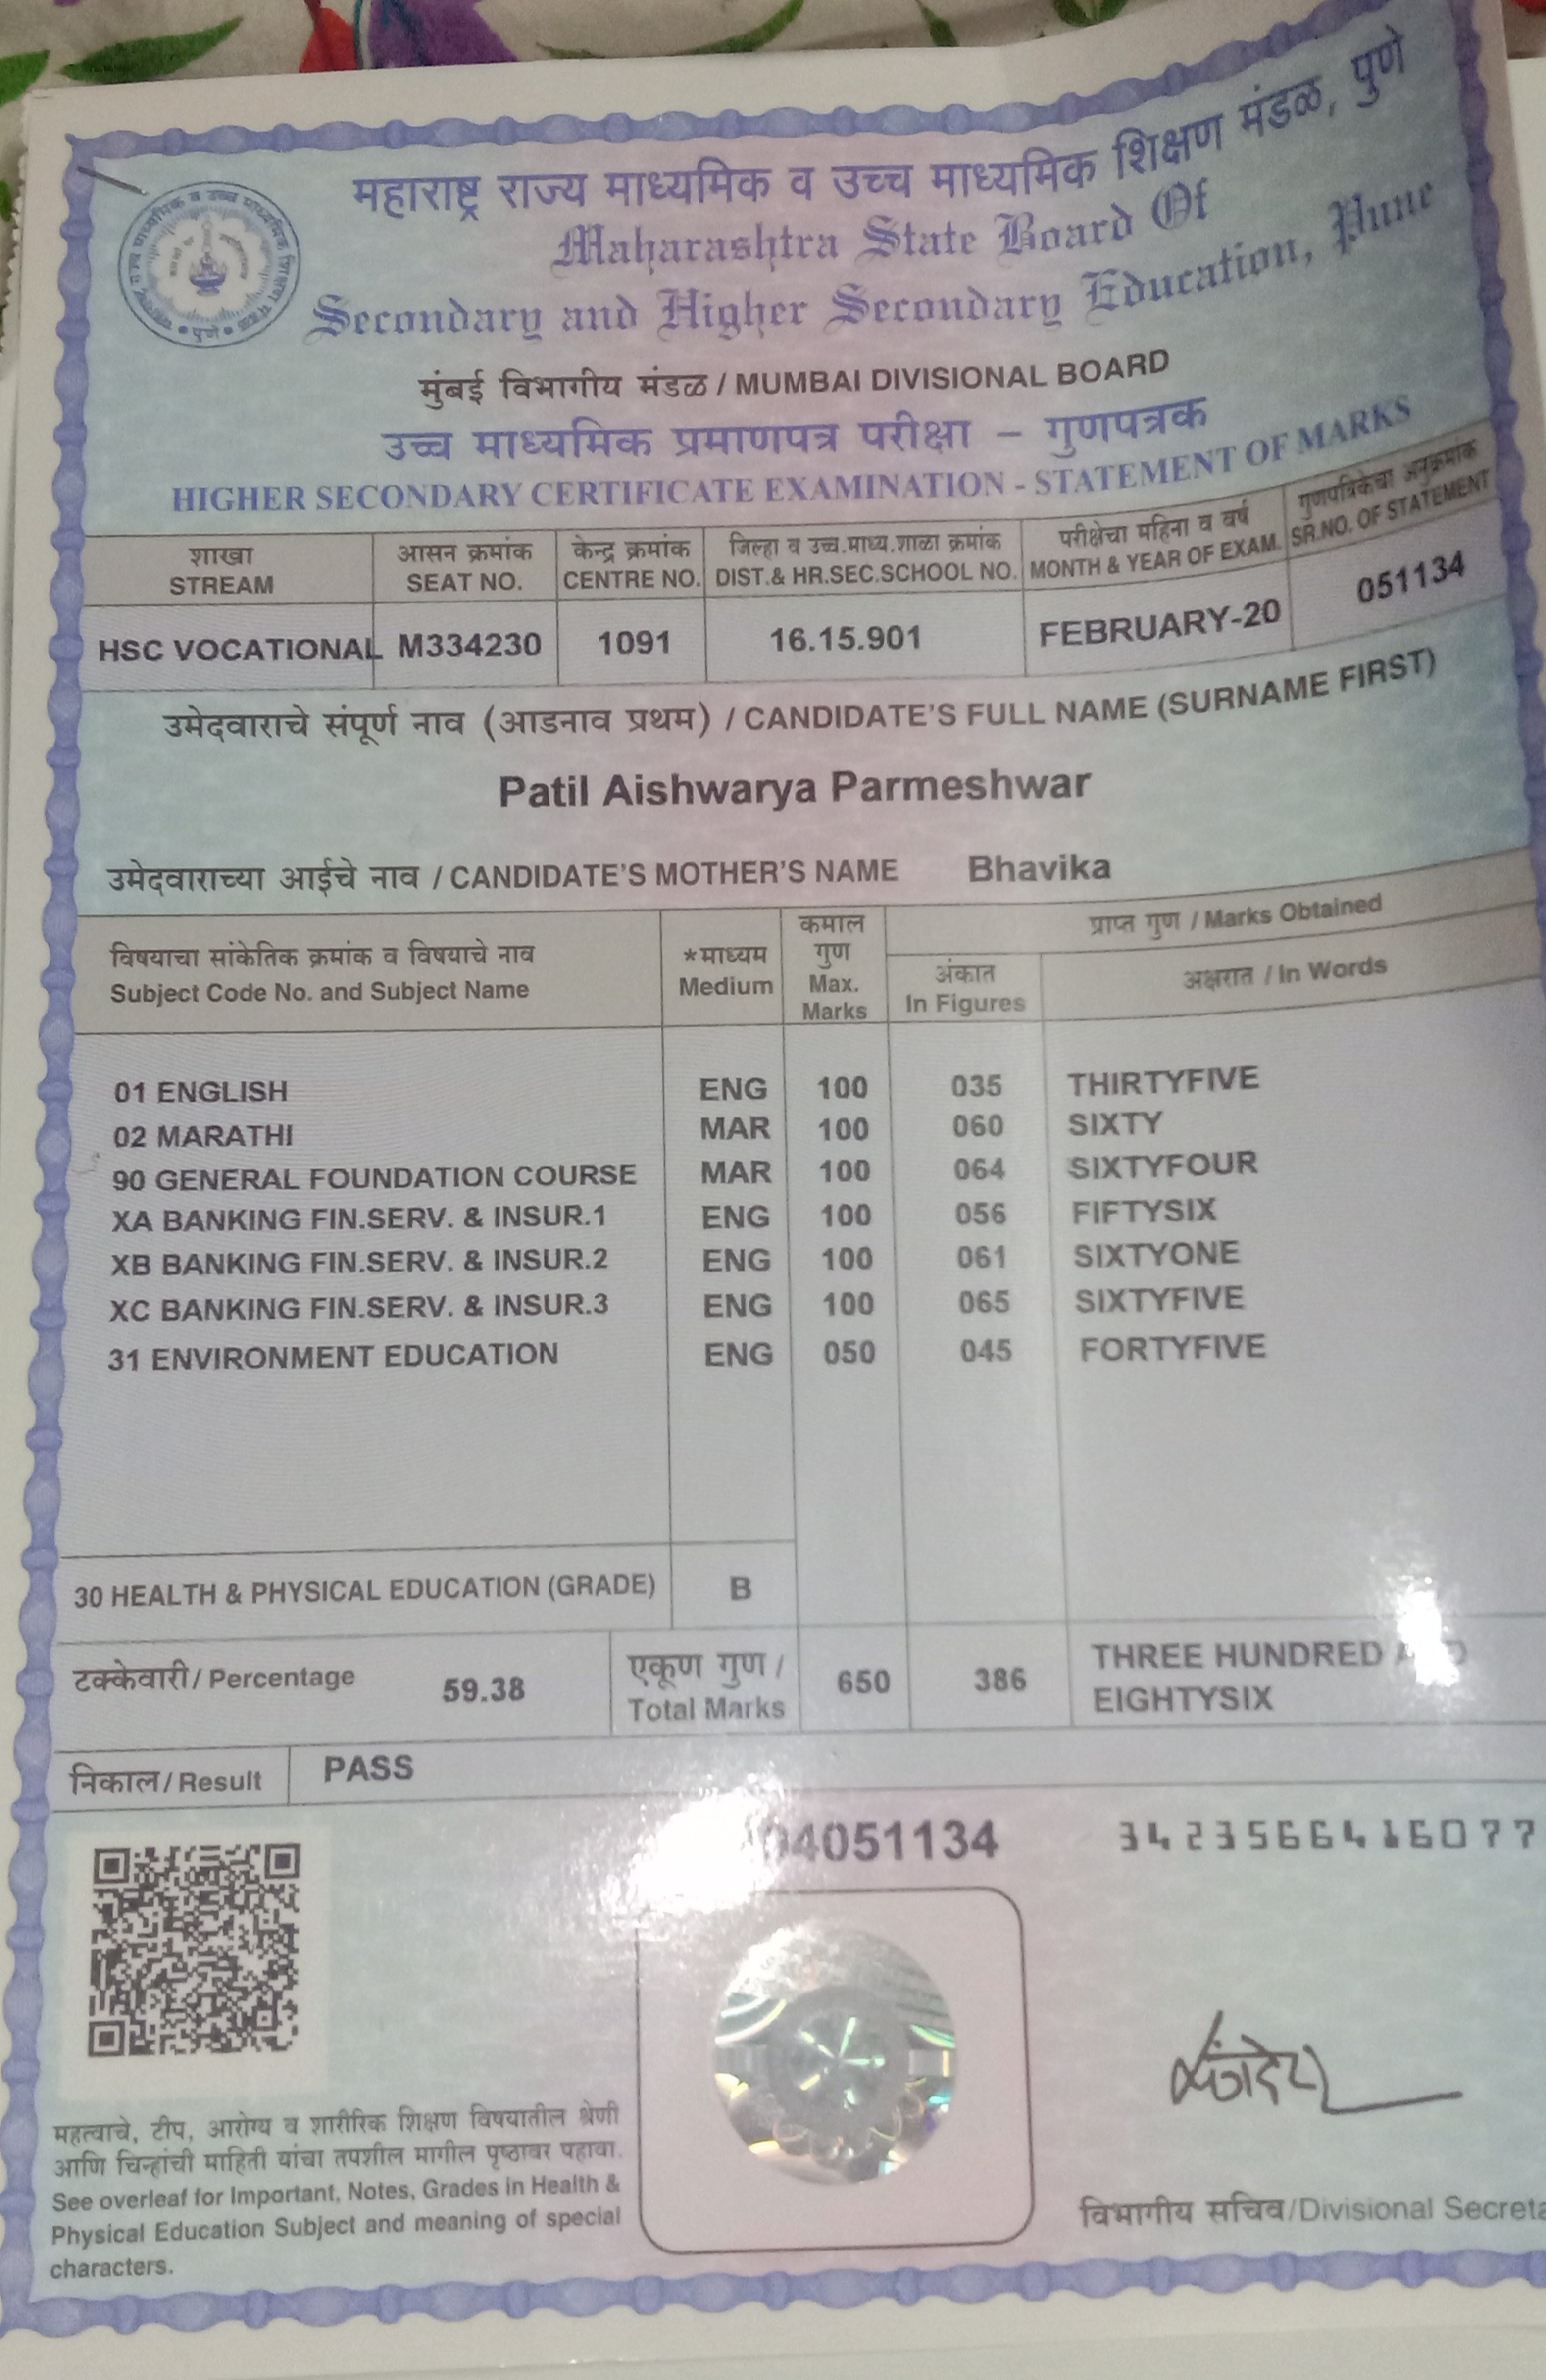 महाराष्ट्र राज्य माध्यमिक व उच्च माध्यमिक शिक्षण मंडळ, पुणे
Maharashtra State Board Of
Secondary and Higher Secondary Education, Pune
मुंबई विभागीय मंडळ / MUMBAI DIVISIONAL BOARD
उच्च माध्यमिक प्रमाणपत्र परीक्षा – गुणपत्रक
HIGHER SECONDARY CERTIFICATE EXAMINATION - STATEMENT OF MARKS
शाखा आसन क्रमांक केन्द्र क्रमांक जिल्हा व उच्च.माध्य.शाळा क्रमांक परीक्षेचा महिना व वर्ष गुणपत्रिकेचा अनुक्रमांक
STREAM SEAT NO. CENTRE NO. DIST.& HR.SEC.SCHOOL NO. MONTH & YEAR OF EXAM. SR.NO. OF STATEMENT
HSC VOCATIONAL M334230 1091 16.15.901 FEBRUARY-20 051134
उमेदवाराचे संपूर्ण नाव (आडनाव प्रथम) / CANDIDATE'S FULL NAME (SURNAME FIRST)
Patil Aishwarya Parmeshwar
उमेदवाराच्या आईचे नाव / CANDIDATE'S MOTHER'S NAME Bhavika
विषयाचा सांकेतिक क्रमांक व विषयाचे नाव *माध्यम कमाल गुण प्राप्त गुण / Marks Obtained
Subject Code No. and Subject Name Medium Max. Marks अंकात In Figures अक्षरात / In Words
01 ENGLISH ENG 100 035 THIRTYFIVE
02 MARATHI MAR 100 060 SIXTY
90 GENERAL FOUNDATION COURSE MAR 100 064 SIXTYFOUR
XA BANKING FIN.SERV. & INSUR.1 ENG 100 056 FIFTYSIX
XB BANKING FIN.SERV. & INSUR.2 ENG 100 061 SIXTYONE
XC BANKING FIN.SERV. & INSUR.3 ENG 100 065 SIXTYFIVE
31 ENVIRONMENT EDUCATION ENG 050 045 FORTYFIVE
30 HEALTH & PHYSICAL EDUCATION (GRADE) B
टक्केवारी / Percentage 59.38 एकूण गुण / Total Marks 650 386 THREE HUNDRED
EIGHTYSIX
निकाल / Result PASS
4051134 3423566416077
महत्वाचे, टीप, आरोग्य व शारीरिक शिक्षण विषयातील श्रेणी
आणि चिन्हांची माहिती यांचा तपशील मागील पृष्ठावर पहावा.
See overleaf for Important, Notes, Grades in Health &
Physical Education Subject and meaning of special
characters.
विभागीय सचिव/Divisional Secreta